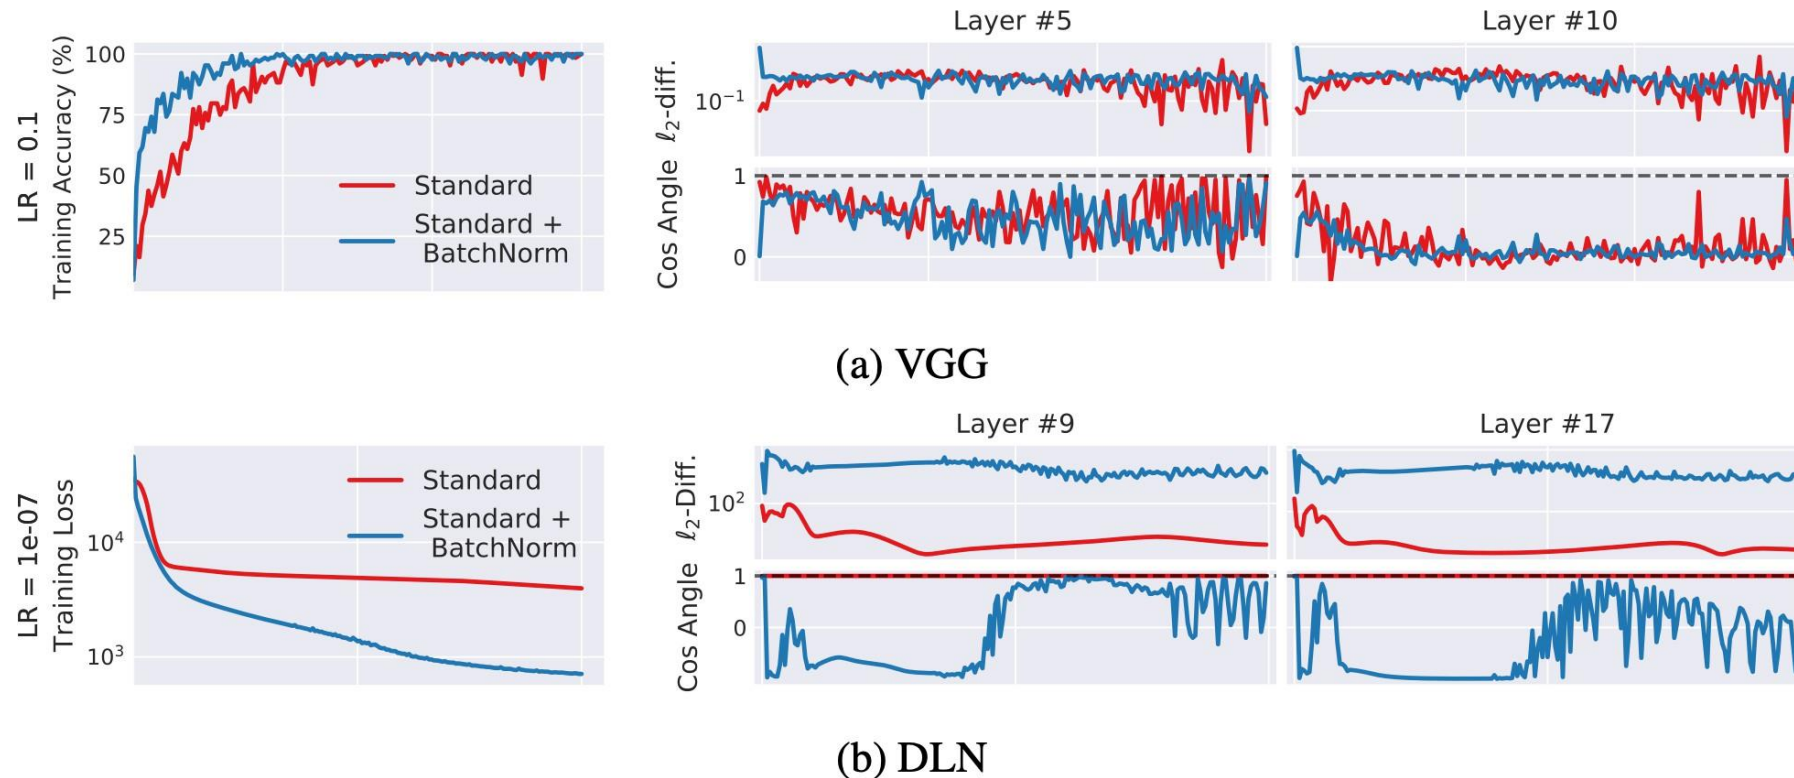 LR = 0.1
Training Accuracy (%)
100
75
50
25
Standard
Standard +
BatchNorm
Layer #5
Layer #10
ℓ₂-diff.
10⁻¹
Cos Angle
1
0
(a) VGG
LR = 1e-07
Training Loss
10⁴
10³
Standard
Standard +
BatchNorm
Layer #9
Layer #17
ℓ₂-Diff.
10²
Cos Angle
1
0
(b) DLN